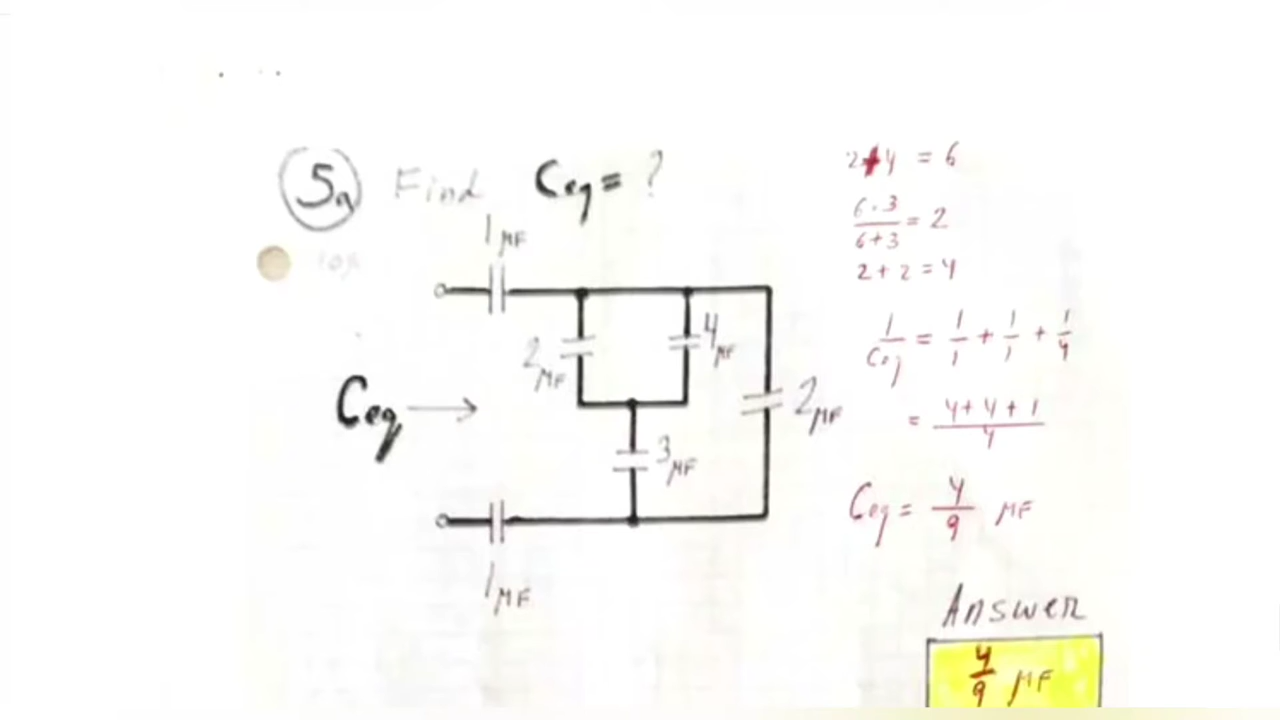 5a Find Ceq = ?
1 μF
2 μF
4 μF
2 μF
3 μF
Ceq →
1 μF
2+4 = 6
6·3 / 6+3 = 2
2+2=4
1/Ceq = 1/1 + 1/1 + 1/4
= 4+4+1 / 4
Ceq = 4/9 μF
Answer
4/9 μF